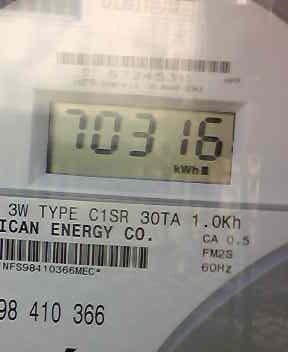 70316
kWh
3W TYPE C1SR 30TA 1.0Kh
ICAN ENERGY CO.
CA 0.5
FM2S
60Hz
*NFS98410366MEC*
98 410 366